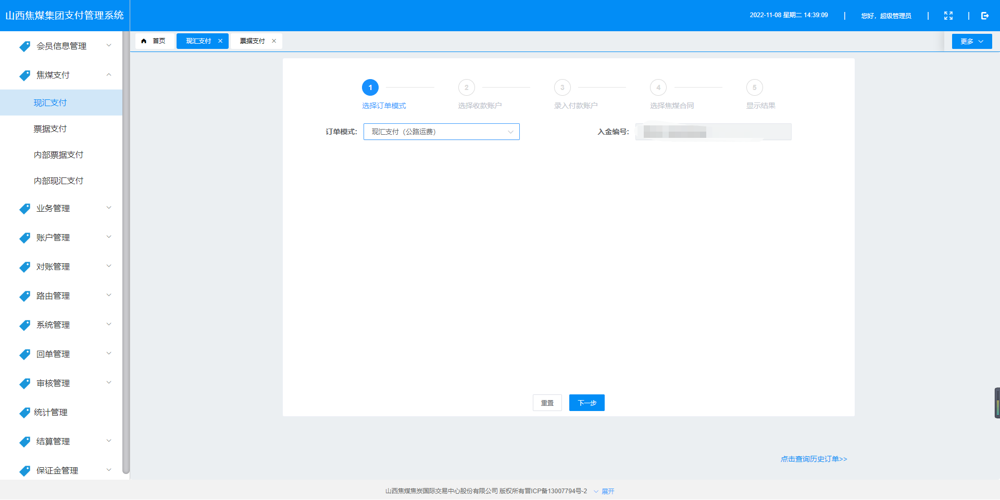 山西焦煤集团支付管理系统
2022-11-08 星期二 14:39:09
您好，超级管理员
首页
现汇支付
票据支付
更多
会员信息管理
焦煤支付
现汇支付
票据支付
内部票据支付
内部现汇支付
业务管理
账户管理
对账管理
路由管理
系统管理
回单管理
审核管理
统计管理
结算管理
保证金管理
1
2
3
4
5
选择订单模式
选择收款账户
录入付款账户
选择焦煤合同
显示结果
订单模式: 现汇支付（公路运费）
入金编号:
重置
下一步
点击查询历史订单>>
山西焦煤焦炭国际交易中心股份有限公司 版权所有晋ICP备13007794号-2
展开